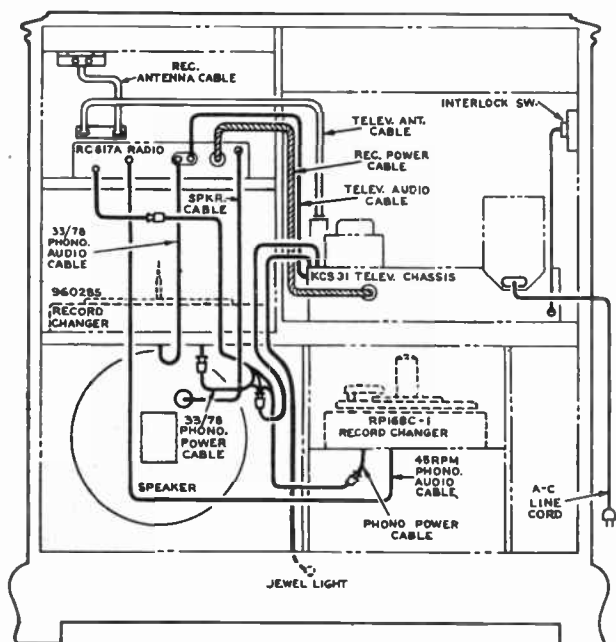 REC.
ANTENNA CABLE
INTERLOCK SW.
TELEV. ANT.
CABLE
RC617A RADIO
REC. POWER
CABLE
TELEV. AUDIO
CABLE
SPKR.
CABLE
33/78
PHONO.
AUDIO
CABLE
KCS31 TELEV. CHASSIS
960285
RECORD
CHANGER
33/78
PHONO.
POWER
CABLE
RP168C-1
RECORD CHANGER
SPEAKER
45RPM
PHONO.
AUDIO
CABLE
PHONO POWER
CABLE
A-C
LINE
CORD
JEWEL LIGHT